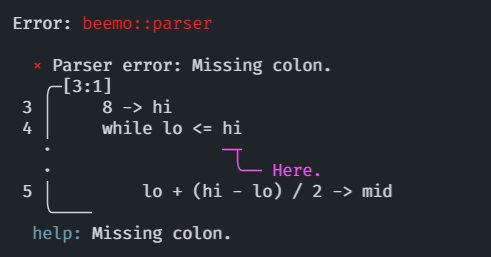 Error: beemo::parser
× Parser error: Missing colon.
[3:1]
3 8 -> hi
4 while lo <= hi
Here.
5 lo + (hi - lo) / 2 -> mid
help: Missing colon.